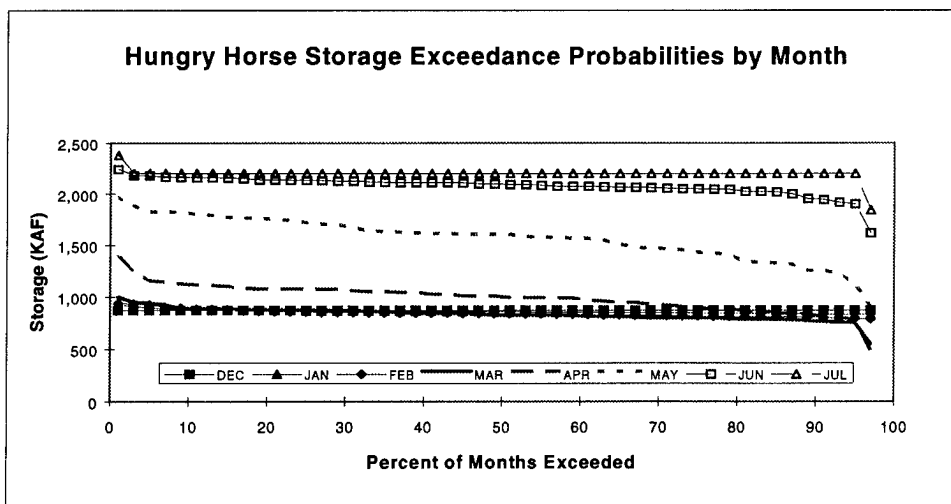 Hungry Horse Storage Exceedance Probabilities by Month
Storage (KAF)
2,500
2,000
1,500
1,000
500
0
DEC JAN FEB MAR APR MAY JUN JUL
0 10 20 30 40 50 60 70 80 90 100
Percent of Months Exceeded